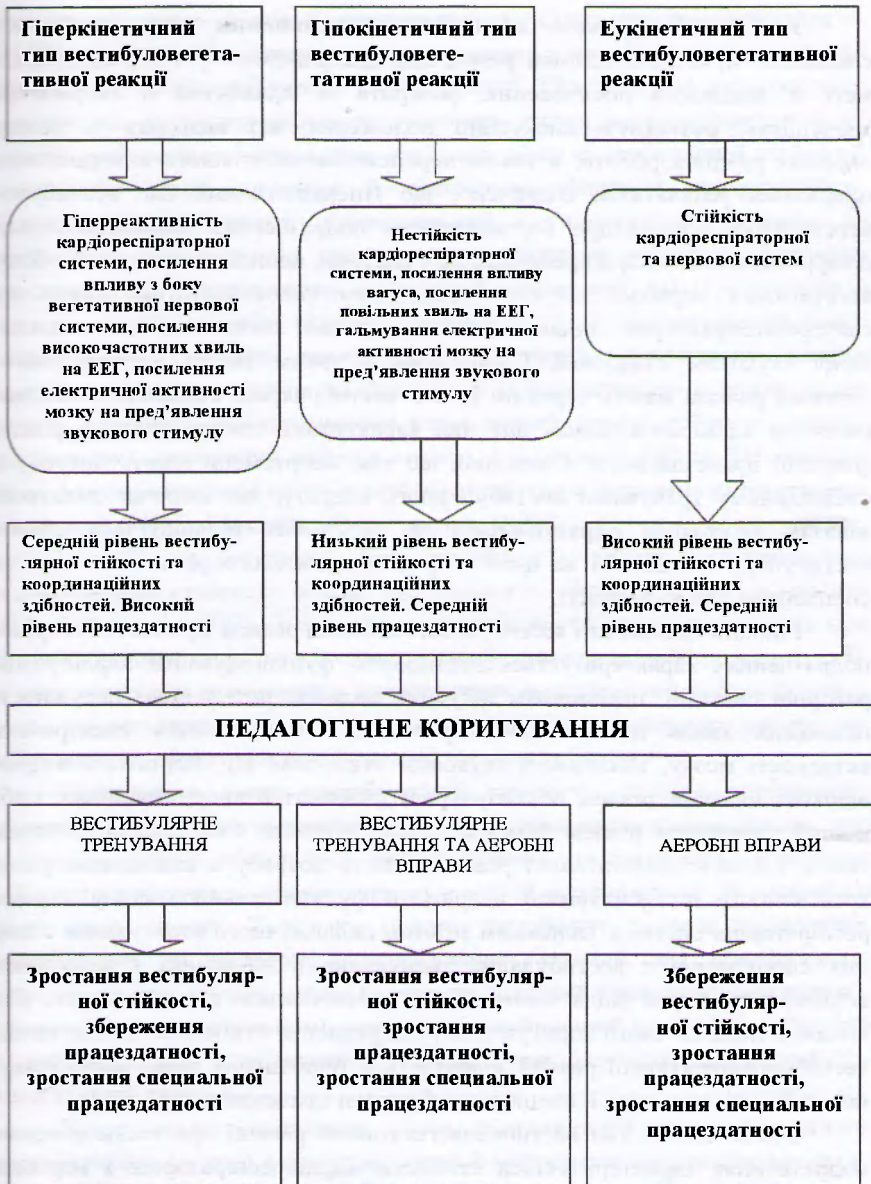 Гіперкінетичний
тип вестибуловегета-
тивної реакції
Гіпокінетичний тип
вестибуловеге-
тативної реакції
Еукінетичний тип
вестибуловегетативної
реакції
Гіперреактивність
кардіореспіраторної
системи, посилення
впливу з боку
вегетативної нервової
системи, посилення
високочастотних хвиль
на ЕЕГ, посилення
електричної активності
мозку на пред’явлення
звукового стимулу
Нестійкість
кардіореспіраторної
системи, посилення впливу
вагуса, посилення
повільних хвиль на ЕЕГ,
гальмування електричної
активності мозку на
пред’явлення звукового
стимулу
Стійкість
кардіореспіраторної
та нервової систем
Середній рівень вестибу-
лярної стійкості та
координаційних
здібностей. Високий
рівень працездатності
Низький рівень вестибу-
лярної стійкості та
координаційних
здібностей. Середній
рівень працездатності
Високий рівень вестибу-
лярної стійкості та
координаційних
здібностей. Середній
рівень працездатності
ПЕДАГОГІЧНЕ КОРИГУВАННЯ
ВЕСТИБУЛЯРНЕ
ТРЕНУВАННЯ
ВЕСТИБУЛЯРНЕ
ТРЕНУВАННЯ ТА АЕРОБНІ
ВПРАВИ
АЕРОБНІ ВПРАВИ
Зростання вестибуляр-
ної стійкості,
збереження
працездатності,
зростання специальної
працездатності
Зростання вестибуляр-
ної стійкості,
зростання
працездатності,
зростання специальної
працездатності
Збереження
вестибуляр-
ної стійкості,
зростання
працездатності,
зростання специальної
працездатності